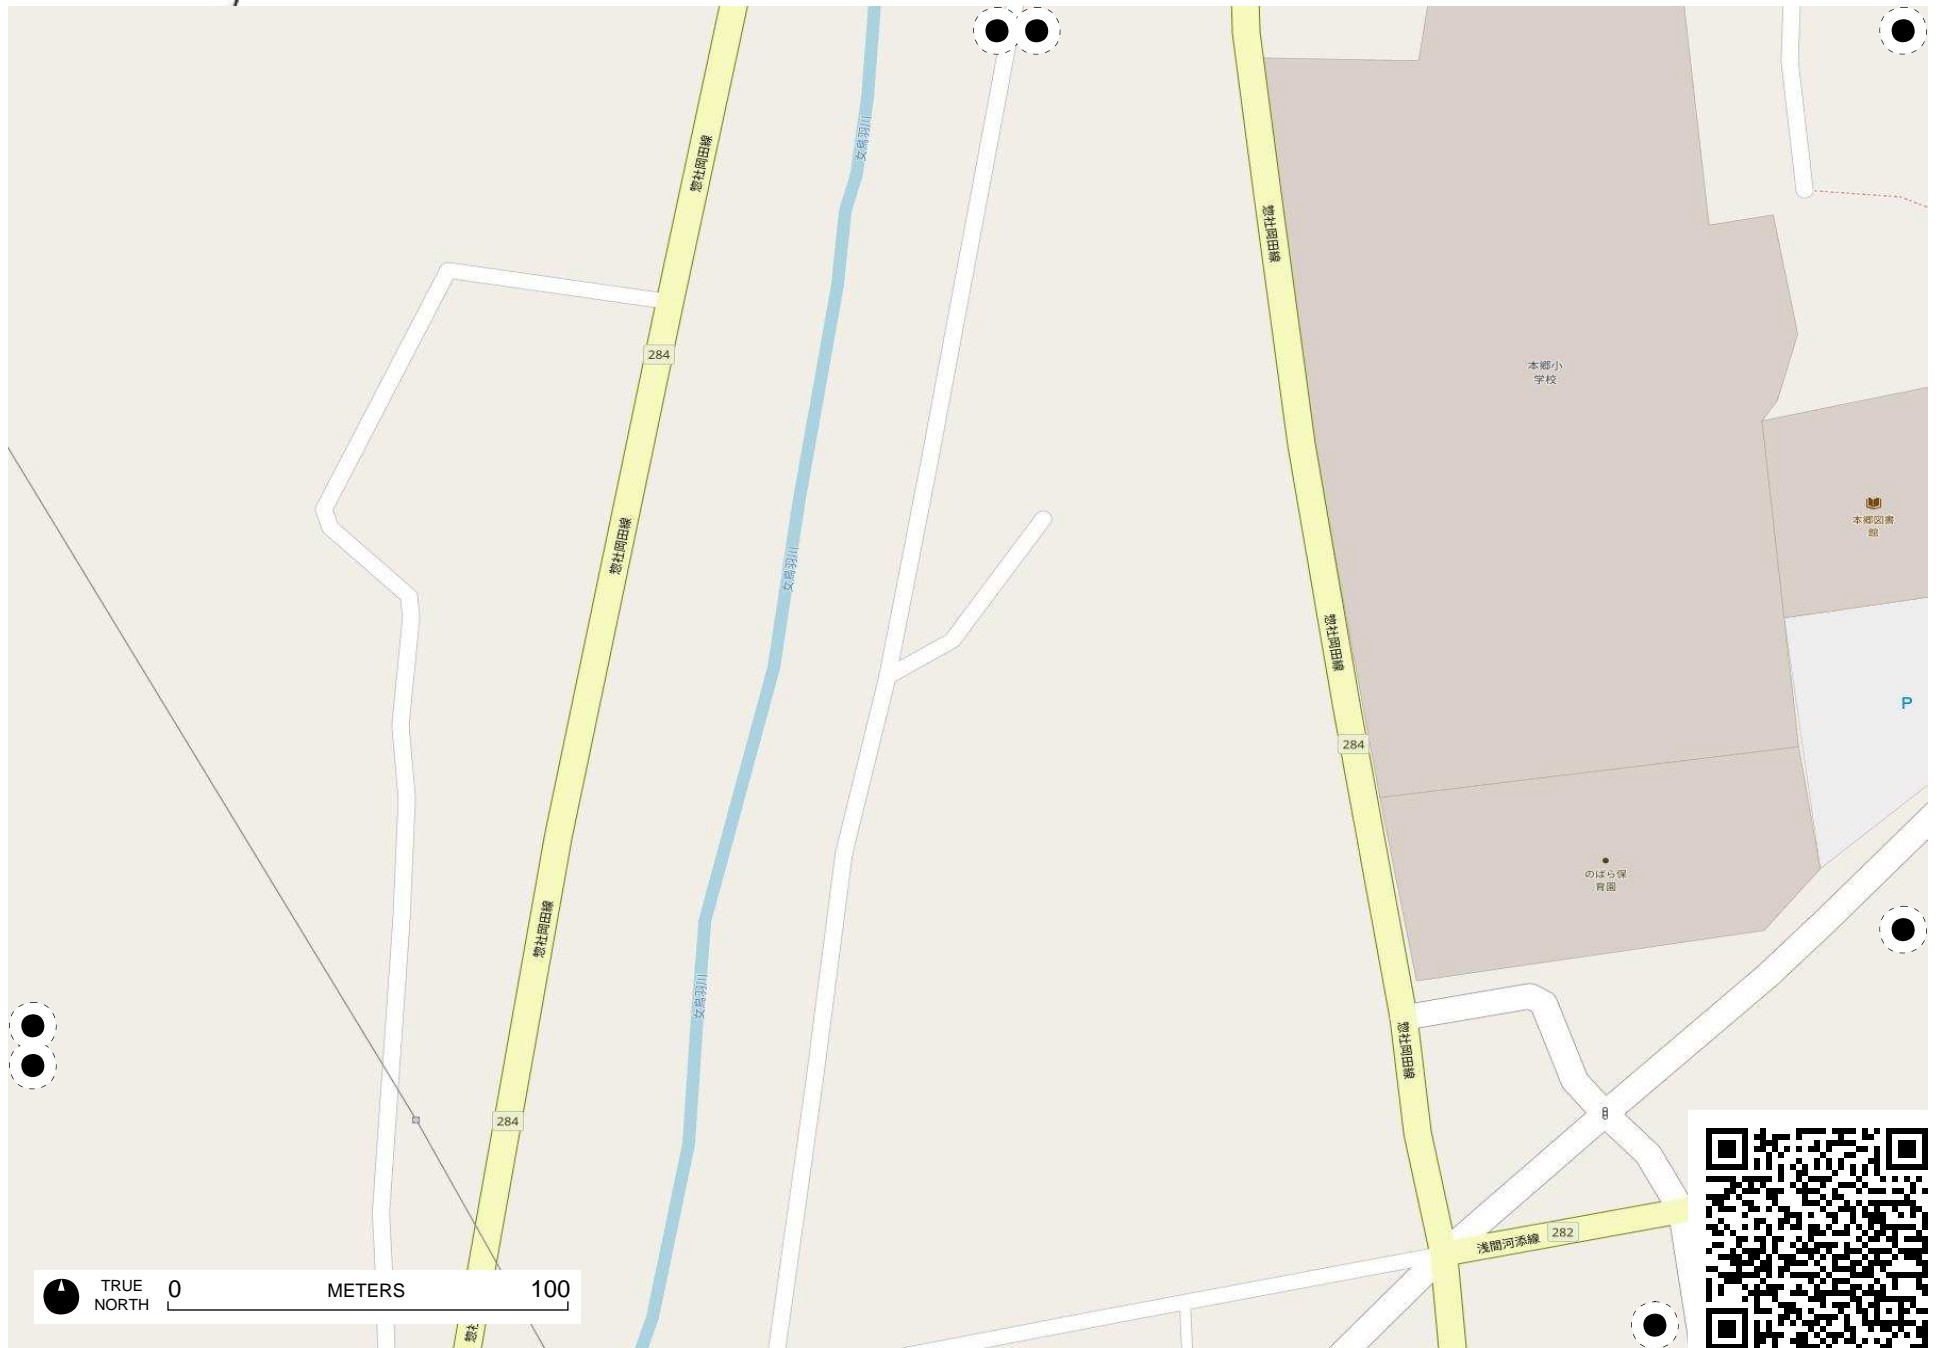 惣社岡田線
女鳥羽川
惣社岡田線
284
本郷小
学校
本郷図書
館
惣社岡田線
女鳥羽川
惣社岡田線
P
284
のばら保
育園
惣社岡田線
女鳥羽川
惣社岡田線
284
282
浅間河添線
TRUE
NORTH
0
METERS
100
惣社